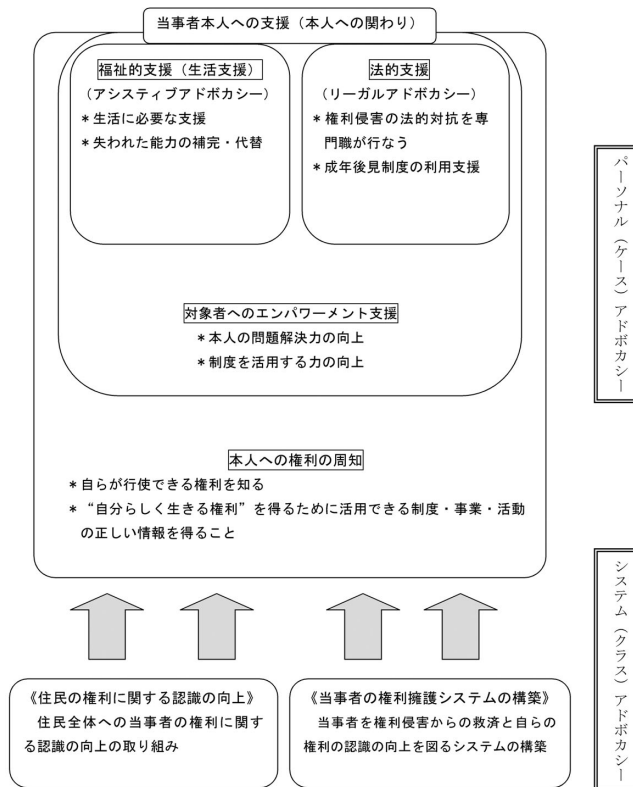 当事者本人への支援（本人への関わり）
福祉的支援（生活支援）
（アシスティブアドボカシー）
＊生活に必要な支援
＊失われた能力の補完・代替
法的支援
（リーガルアドボカシー）
＊権利侵害の法的対抗を専
門職が行なう
＊成年後見制度の利用支援
対象者へのエンパワーメント支援
＊本人の問題解決力の向上
＊制度を活用する力の向上
本人への権利の周知
＊自らが行使できる権利を知る
＊“自分らしく生きる権利”を得るために活用できる制度・事業・活動
の正しい情報を得ること
パーソナル（ケース）アドボカシー
《住民の権利に関する認識の向上》
住民全体への当事者の権利に関す
る認識の向上の取り組み
《当事者の権利擁護システムの構築》
当事者を権利侵害からの救済と自らの
権利の認識の向上を図るシステムの構築
システム（クラス）アドボカシー